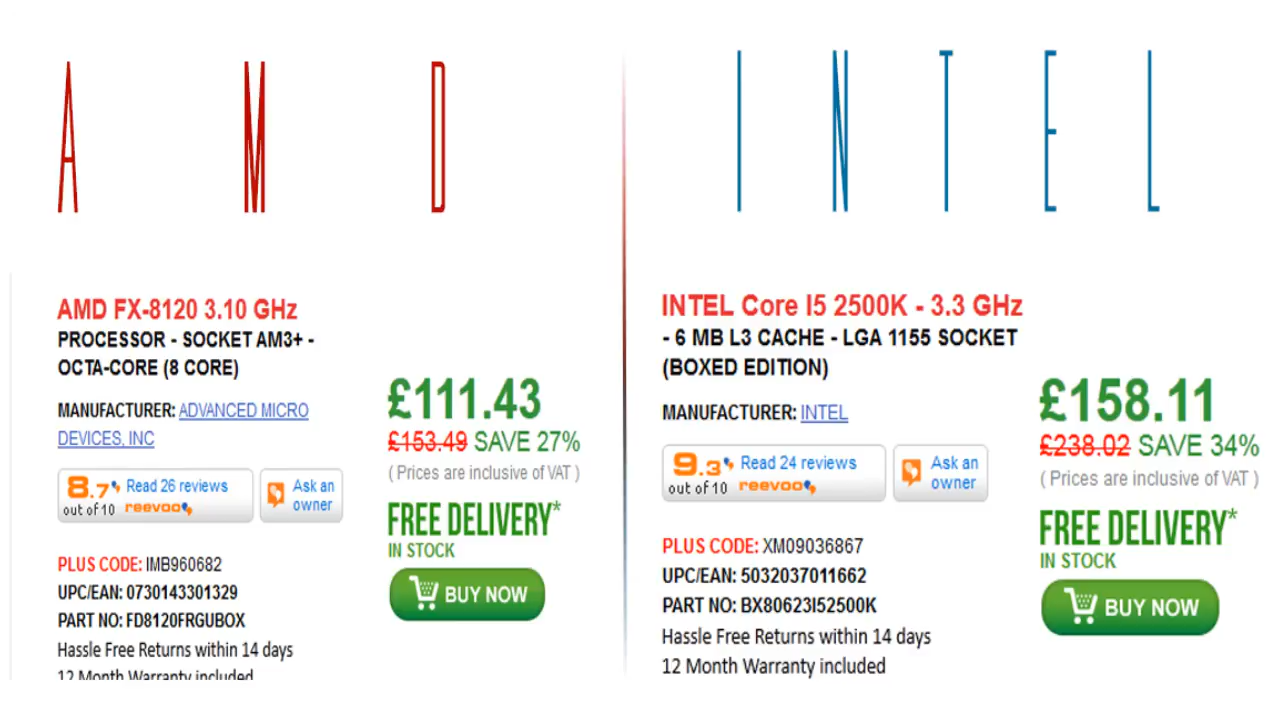 AMD
AMD FX-8120 3.10 GHz
PROCESSOR - SOCKET AM3+ -
OCTA-CORE (8 CORE)
MANUFACTURER: ADVANCED MICRO
DEVICES, INC
8.7 Read 26 reviews
out of 10 reevoo
Ask an
owner
£111.43
£153.49 SAVE 27%
( Prices are inclusive of VAT )
FREE DELIVERY*
IN STOCK
BUY NOW
PLUS CODE: IMB960682
UPC/EAN: 0730143301329
PART NO: FD8120FRGUBOX
Hassle Free Returns within 14 days
12 Month Warranty included
INTEL
INTEL Core I5 2500K - 3.3 GHz
- 6 MB L3 CACHE - LGA 1155 SOCKET
(BOXED EDITION)
MANUFACTURER: INTEL
9.3 Read 24 reviews
out of 10 reevoo
Ask an
owner
£158.11
£238.02 SAVE 34%
( Prices are inclusive of VAT )
FREE DELIVERY*
IN STOCK
BUY NOW
PLUS CODE: XM09036867
UPC/EAN: 5032037011662
PART NO: BX80623I52500K
Hassle Free Returns within 14 days
12 Month Warranty included